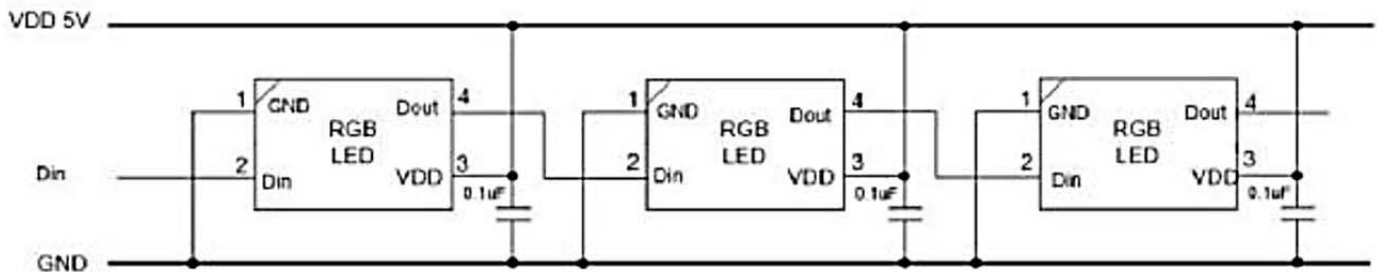 VDD 5V
1 GND Dout 4
RGB
LED
2 Din VDD 3
0.1uF
1 GND Dout 4
RGB
LED
2 Din VDD 3
0.1uF
1 GND Dout 4
RGB
LED
2 Din VDD 3
0.1uF
Din
GND